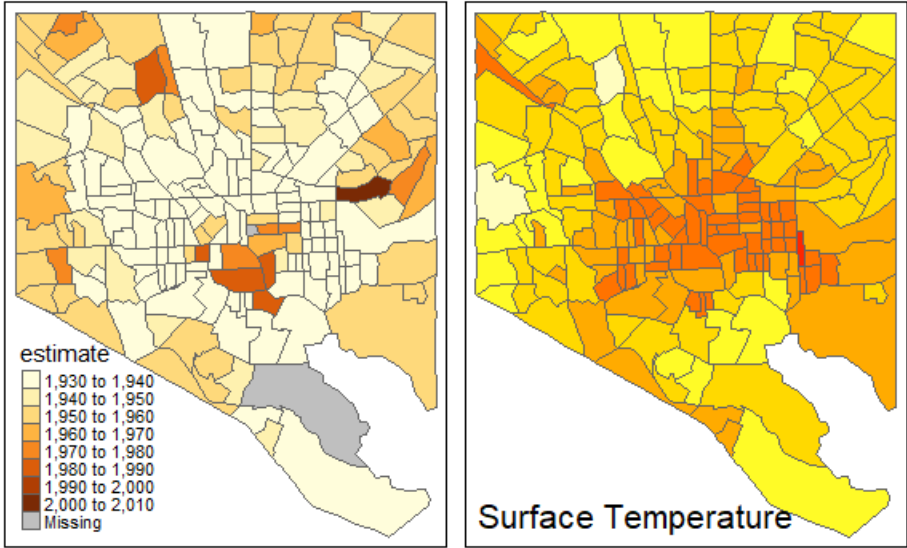 estimate
1,930 to 1,940
1,940 to 1,950
1,950 to 1,960
1,960 to 1,970
1,970 to 1,980
1,980 to 1,990
1,990 to 2,000
2,000 to 2,010
Missing
Surface Temperature